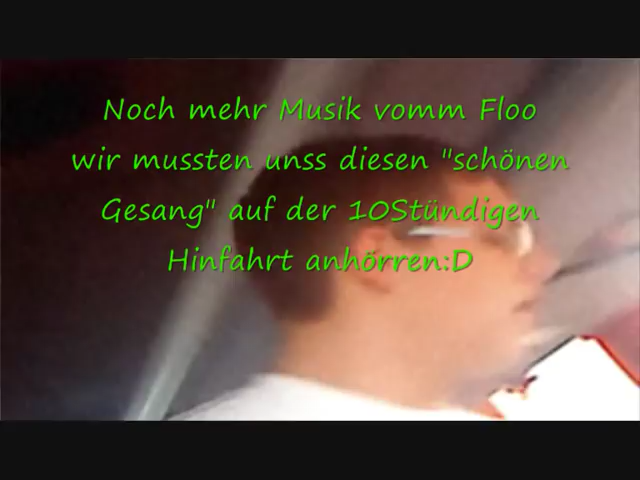 Noch mehr Musik vomm Floo
wir mussten unss diesen "schönen
Gesang" auf der 10Stündigen
Hinfahrt anhörren:D